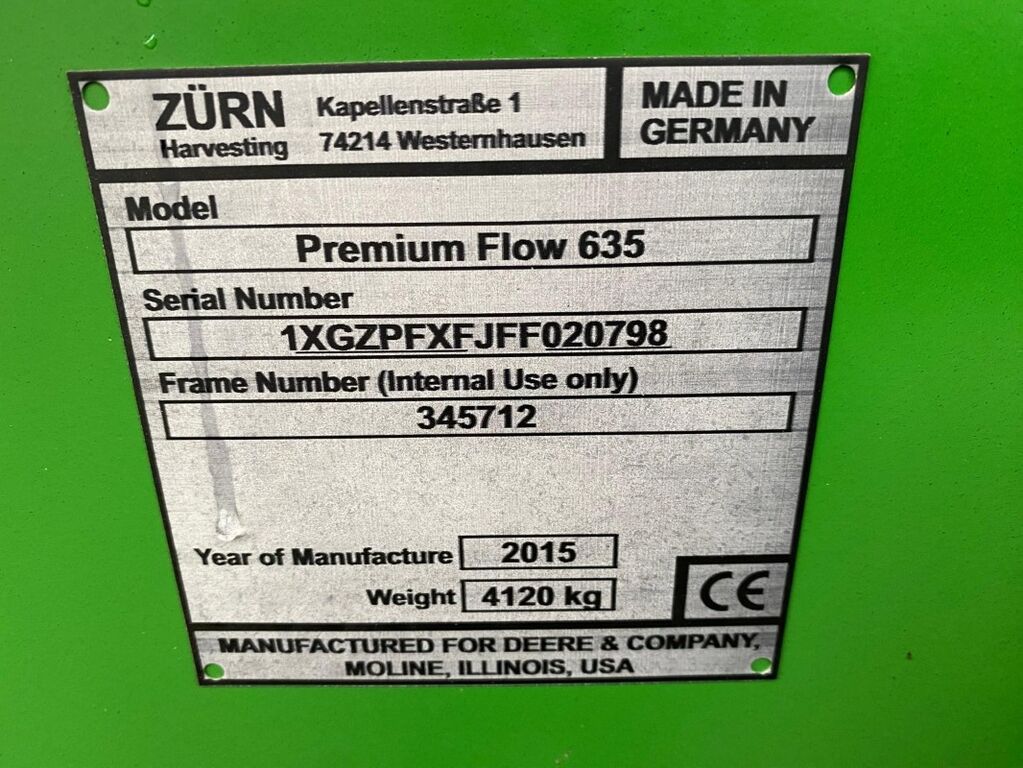 ZÜRN
Harvesting
Kapellenstraße 1
74214 Westernhausen
MADE IN
GERMANY
Model
Premium Flow 635
Serial Number
1XGZPFXFJFF020798
Frame Number (Internal Use only)
345712
Year of Manufacture 2015
Weight 4120 kg
CE
MANUFACTURED FOR DEERE & COMPANY,
MOLINE, ILLINOIS, USA